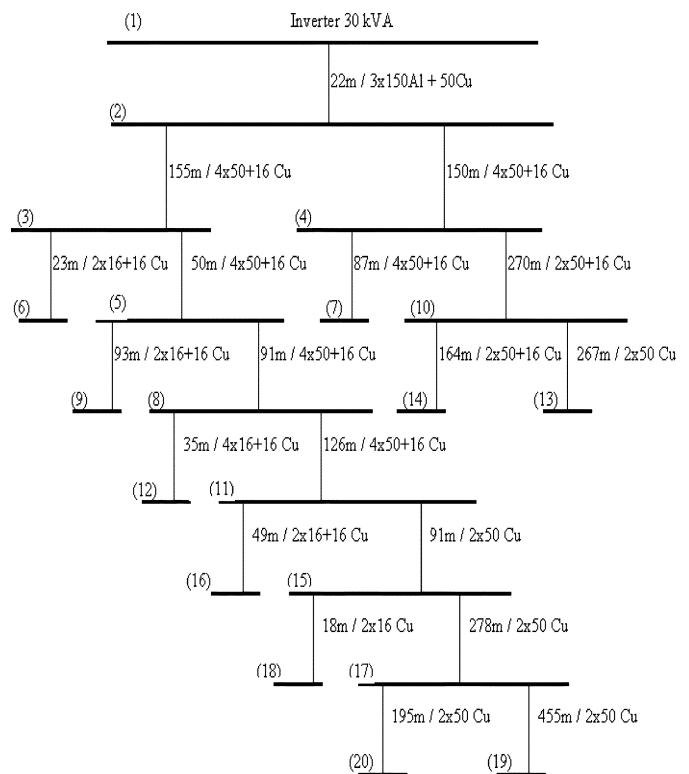 (1) Inverter 30 kVA
22m / 3x150Al + 50Cu
(2)
155m / 4x50+16 Cu 150m / 4x50+16 Cu
(3) (4)
23m / 2x16+16 Cu 50m / 4x50+16 Cu 87m / 4x50+16 Cu 270m / 2x50+16 Cu
(6) (5) (7) (10)
93m / 2x16+16 Cu 91m / 4x50+16 Cu 164m / 2x50+16 Cu 267m / 2x50 Cu
(9) (8) (14) (13)
35m / 4x16+16 Cu 126m / 4x50+16 Cu
(12) (11)
49m / 2x16+16 Cu 91m / 2x50 Cu
(16) (15)
18m / 2x16 Cu 278m / 2x50 Cu
(18) (17)
195m / 2x50 Cu 455m / 2x50 Cu
(20) (19)